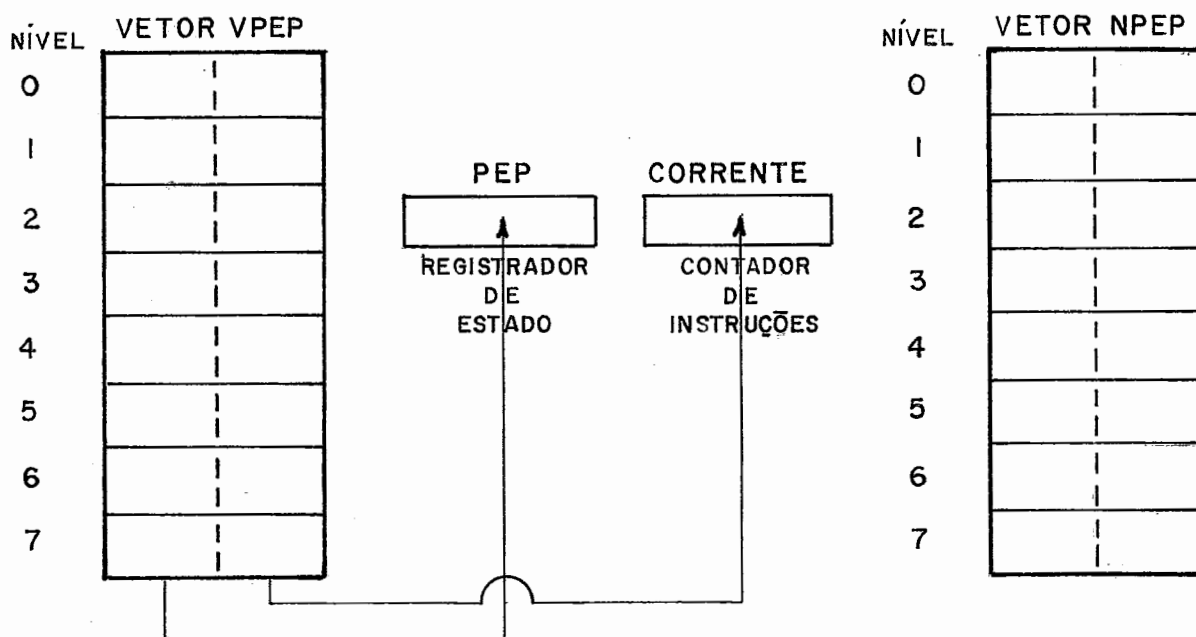 NÍVEL
VETOR VPEP
0
1
2
3
4
5
6
7
PEP
REGISTRADOR
DE
ESTADO
CORRENTE
CONTADOR
DE
INSTRUÇÕES
NÍVEL
VETOR NPEP
0
1
2
3
4
5
6
7